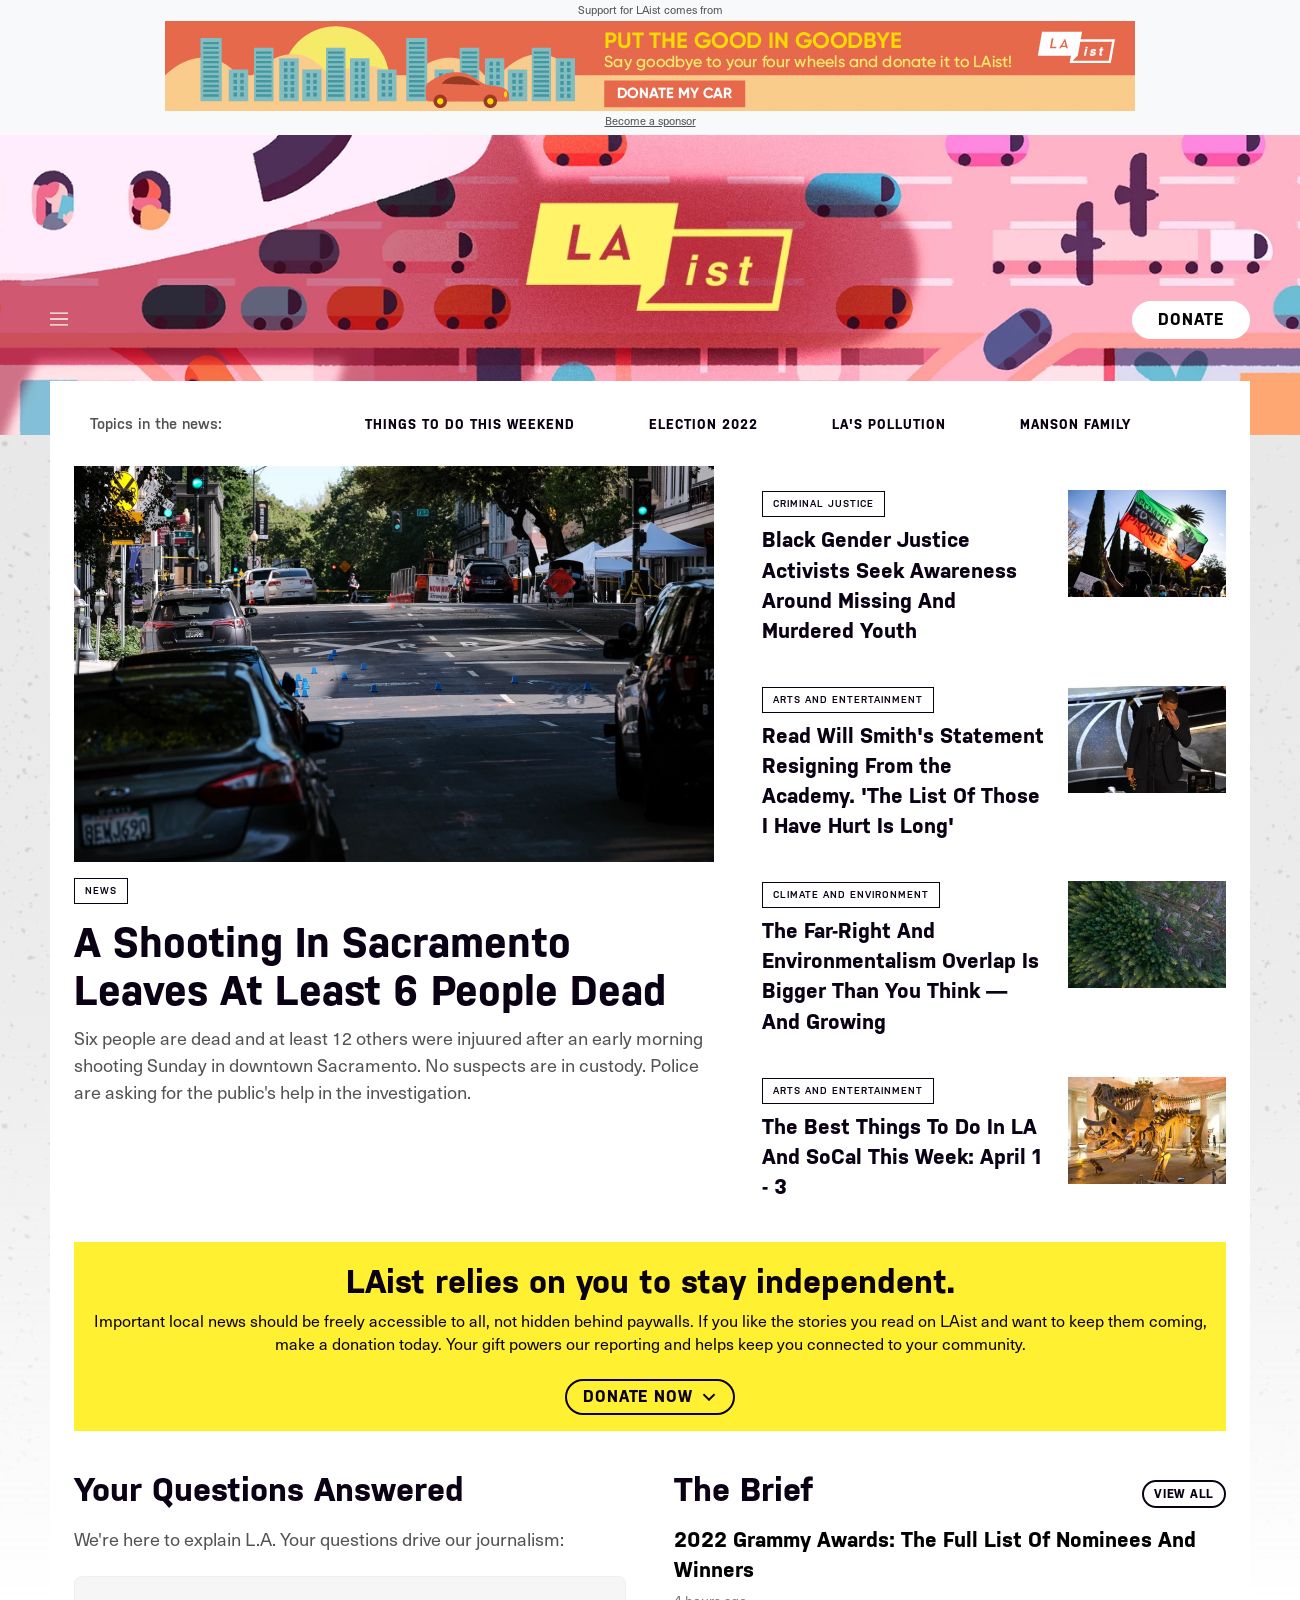 Support for LAist comes from
PUT THE GOOD IN GOODBYE
Say goodbye to your four wheels and donate it to LAist!
DONATE MY CAR
LA ist
Become a sponsor
LA ist
DONATE
Topics in the news:
THINGS TO DO THIS WEEKEND
ELECTION 2022
LA'S POLLUTION
MANSON FAMILY
8EMJ690
NEWS
A Shooting In Sacramento
Leaves At Least 6 People Dead
Six people are dead and at least 12 others were injuured after an early morning
shooting Sunday in downtown Sacramento. No suspects are in custody. Police
are asking for the public's help in the investigation.
CRIMINAL JUSTICE
Black Gender Justice
Activists Seek Awareness
Around Missing And
Murdered Youth
ARTS AND ENTERTAINMENT
Read Will Smith's Statement
Resigning From the
Academy. 'The List Of Those
I Have Hurt Is Long'
CLIMATE AND ENVIRONMENT
The Far-Right And
Environmentalism Overlap Is
Bigger Than You Think —
And Growing
ARTS AND ENTERTAINMENT
The Best Things To Do In LA
And SoCal This Week: April 1
- 3
LAist relies on you to stay independent.
Important local news should be freely accessible to all, not hidden behind paywalls. If you like the stories you read on LAist and want to keep them coming,
make a donation today. Your gift powers our reporting and helps keep you connected to your community.
DONATE NOW
Your Questions Answered
We're here to explain L.A. Your questions drive our journalism:
The Brief
VIEW ALL
2022 Grammy Awards: The Full List Of Nominees And
Winners
4 hours ago